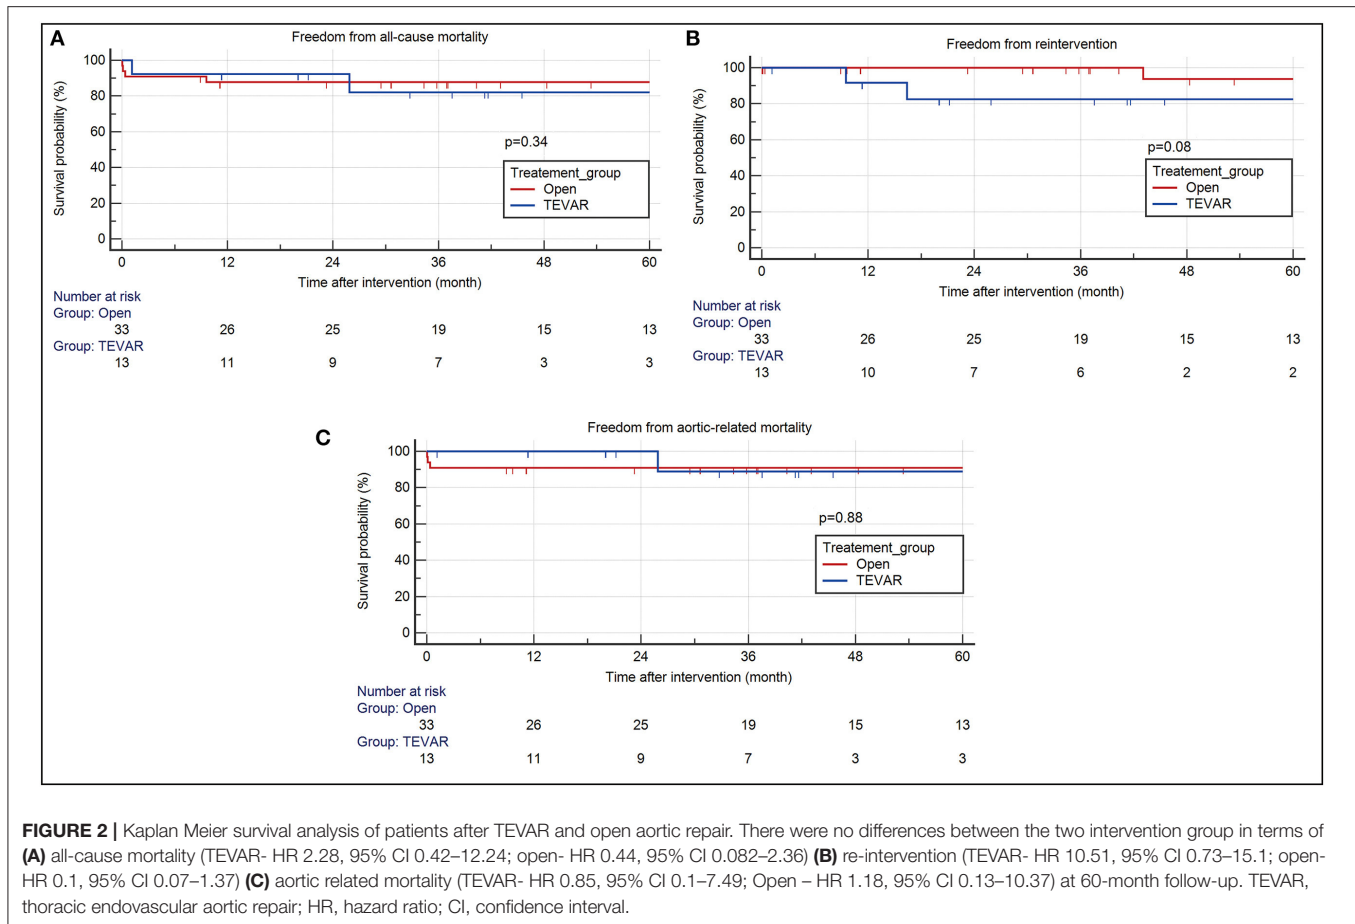 A
Freedom from all-cause mortality
Survival probability (%)
100
80
60
40
20
0
p=0.34
Treatement_group
Open
TEVAR
0 12 24 36 48 60
Time after intervention (month)
Number at risk
Group: Open
33 26 25 19 15 13
Group: TEVAR
13 11 9 7 3 3
B
Freedom from reintervention
Survival probability (%)
100
80
60
40
20
0
p=0.08
Treatement_group
Open
TEVAR
0 12 24 36 48 60
Time after intervention (month)
Number at risk
Group: Open
33 26 25 19 15 13
Group: TEVAR
13 10 7 6 2 2
C
Freedom from aortic-related mortality
Survival probability (%)
100
80
60
40
20
0
p=0.88
Treatement_group
Open
TEVAR
0 12 24 36 48 60
Time after intervention (month)
Number at risk
Group: Open
33 26 25 19 15 13
Group: TEVAR
13 11 9 7 3 3
FIGURE 2 | Kaplan Meier survival analysis of patients after TEVAR and open aortic repair. There were no differences between the two intervention group in terms of
(A) all-cause mortality (TEVAR- HR 2.28, 95% CI 0.42–12.24; open- HR 0.44, 95% CI 0.082–2.36) (B) re-intervention (TEVAR- HR 10.51, 95% CI 0.73–15.1; open-
HR 0.1, 95% CI 0.07–1.37) (C) aortic related mortality (TEVAR- HR 0.85, 95% CI 0.1–7.49; Open – HR 1.18, 95% CI 0.13–10.37) at 60-month follow-up. TEVAR,
thoracic endovascular aortic repair; HR, hazard ratio; CI, confidence interval.